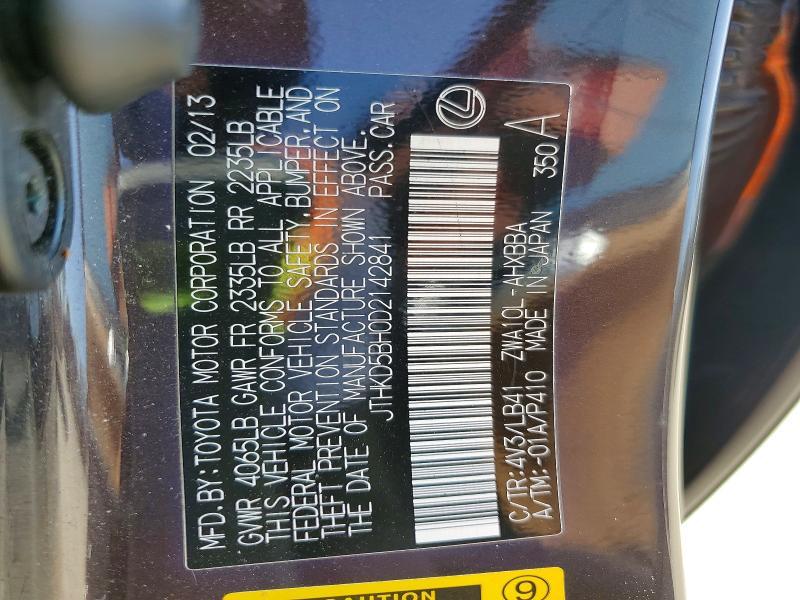 MFD. BY: TOYOTA MOTOR CORPORATION 02/13
GVWR 4065LB GAWR FR 2335LB RR 2235LB
THIS VEHICLE CONFORMS TO ALL APPLICABLE
FEDERAL MOTOR VEHICLE SAFETY, BUMPER, AND
THEFT PREVENTION STANDARDS IN EFFECT ON
THE DATE OF MANUFACTURE SHOWN ABOVE.
JTHKD5BH0D2142841 PASS. CAR
C/TR: 4V3/LB41 ZWA10L-AHXBBA
A/TM: -01A/P410 MADE IN JAPAN 350 A
CAUTION 9